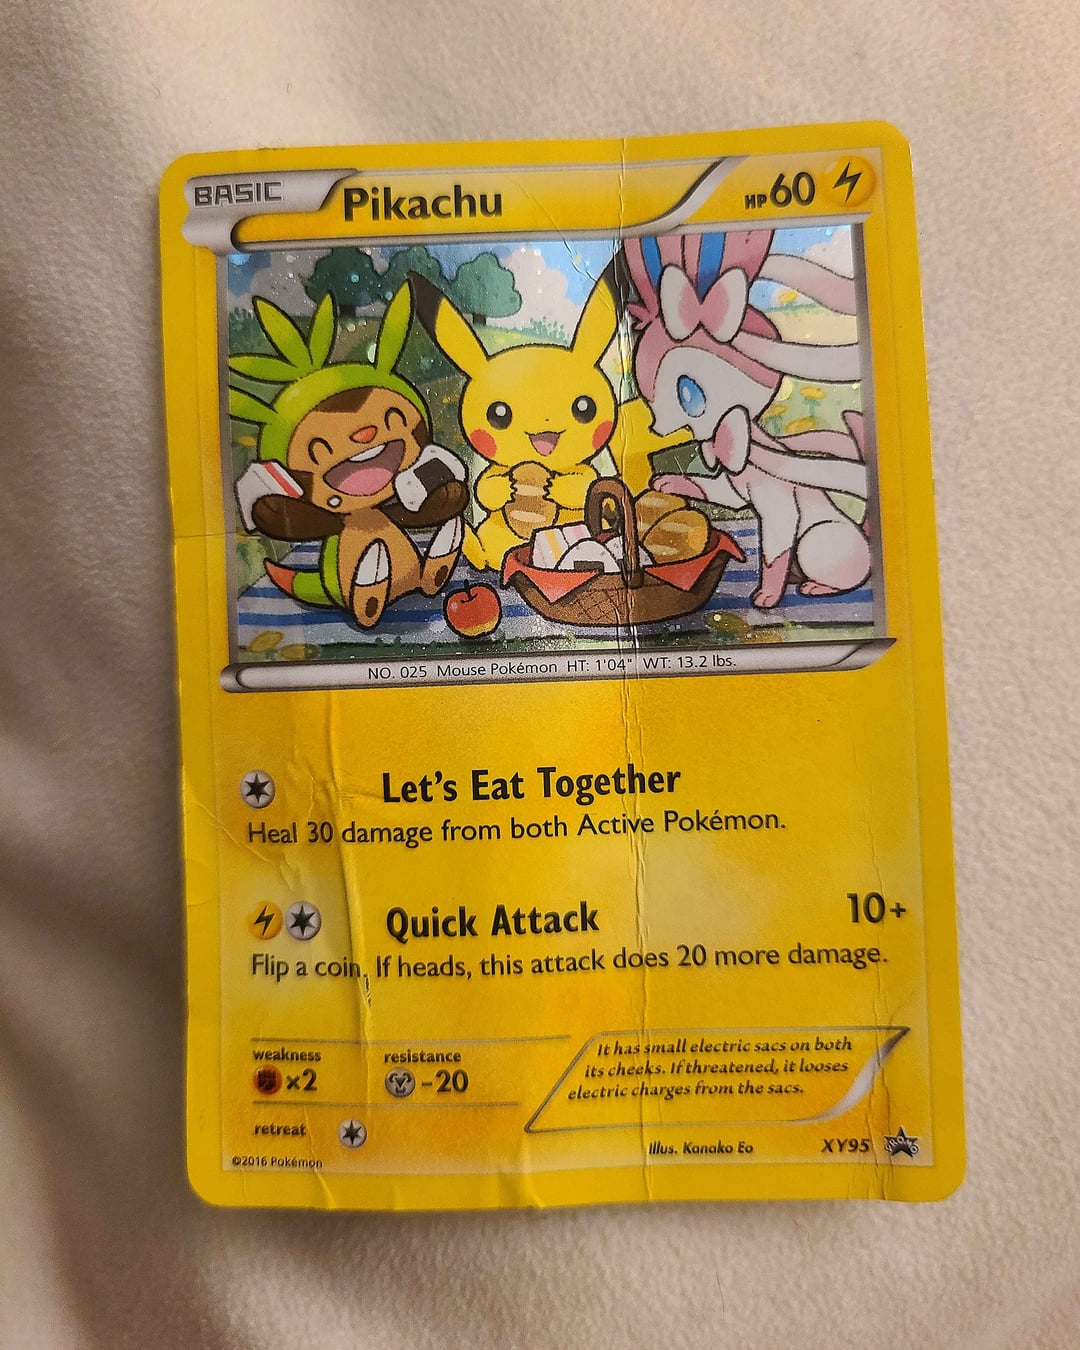 BASIC Pikachu HP60
NO. 025 Mouse Pokémon HT: 1'04" WT: 13.2 lbs.
Let's Eat Together
Heal 30 damage from both Active Pokémon.
Quick Attack 10+
Flip a coin. If heads, this attack does 20 more damage.
weakness resistance
×2 -20
retreat
It has small electric sacs on both
its cheeks. If threatened, it looses
electric charges from the sacs.
Illus. Kanako Eo XY95 PROMO
©2016 Pokémon